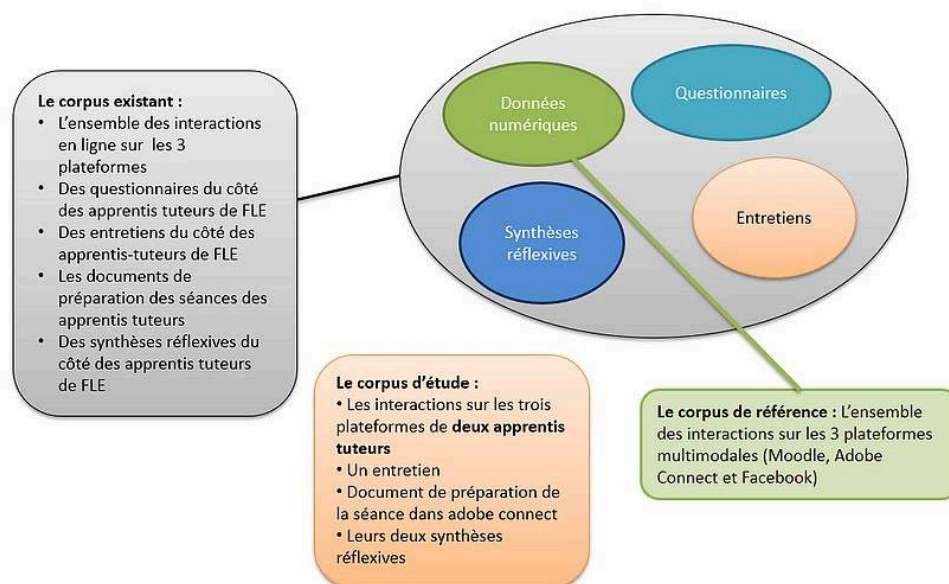 Le corpus existant :
• L'ensemble des interactions
en ligne sur les 3
plateformes
• Des questionnaires du côté
des apprentis tuteurs de FLE
• Des entretiens du côté des
apprentis-tuteurs de FLE
• Les documents de
préparation des séances des
apprentis tuteurs
• Des synthèses réflexives du
côté des apprentis tuteurs
de FLE
Données
numériques
Questionnaires
Synthèses
réflexives
Entretiens
Le corpus d'étude :
• Les interactions sur les trois
plateformes de deux apprentis
tuteurs
• Un entretien
• Document de préparation de
la séance dans adobe connect
• Leurs deux synthèses
réflexives
Le corpus de référence : L'ensemble
des interactions sur les 3 plateformes
multimodales (Moodle, Adobe
Connect et Facebook)